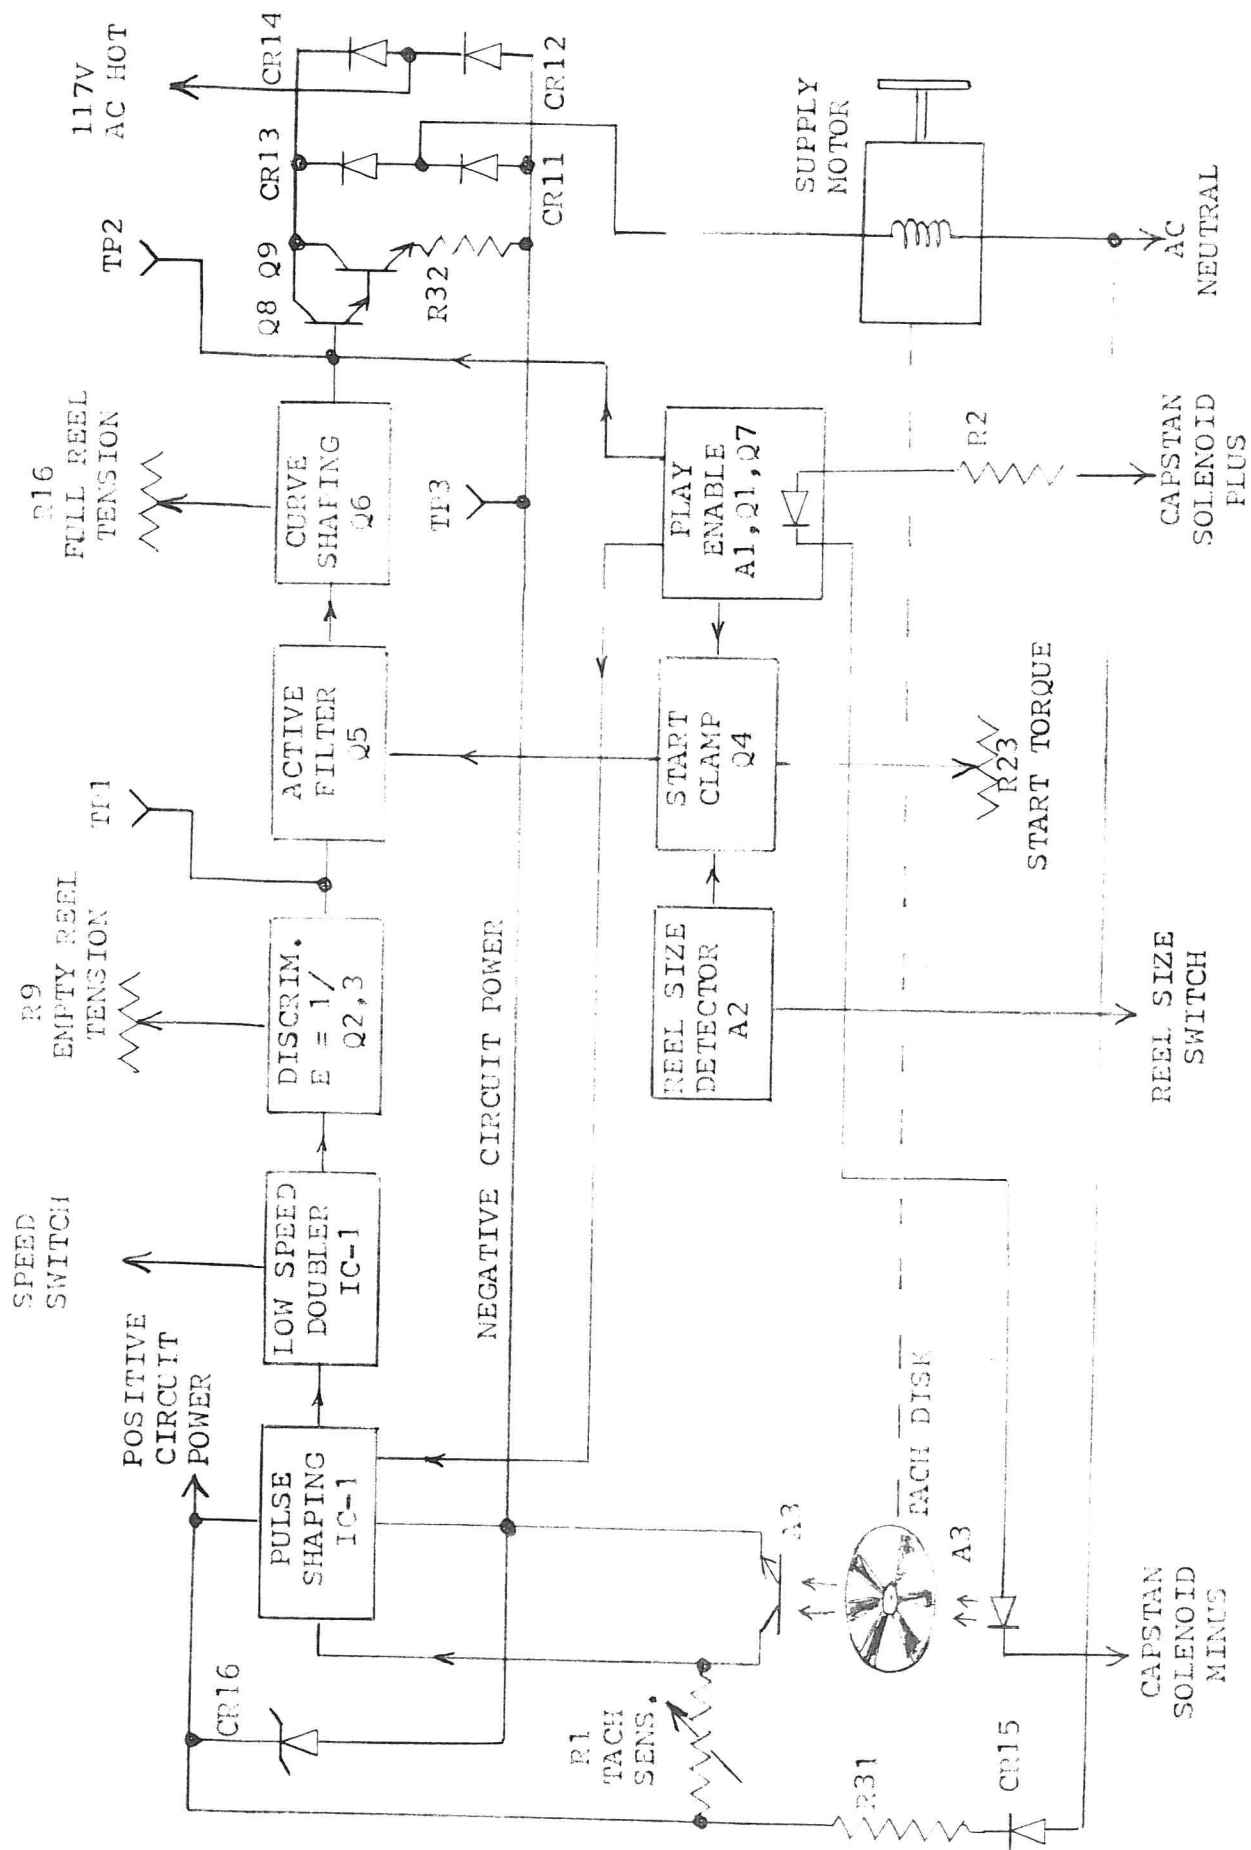 117V
AC HOT
CR14
CR13
CR12
CR11
TP2
Q8
Q9
R32
SUPPLY
MOTOR
AC
NEUTRAL
R16
FULL REEL
TENSION
CURVE
SHAPING
Q6
TP3
PLAY
ENABLE
A1,Q1,Q7
R2
CAPSTAN
SOLENOID
PLUS
ACTIVE
FILTER
Q5
START
CLAMP
Q4
R23
START TORQUE
TP1
R9
EMPTY REEL
TENSION
DISCRIM.
E = 1/
Q2,3
NEGATIVE CIRCUIT POWER
REEL SIZE
DETECTOR
A2
REEL SIZE
SWITCH
SPEED
SWITCH
LOW SPEED
DOUBLER
IC-1
POSITIVE
CIRCUIT
POWER
PULSE
SHAPING
IC-1
CR16
R1
TACH
SENS.
A3
TACH DISK
A3
R31
CR15
CAPSTAN
SOLENOID
MINUS